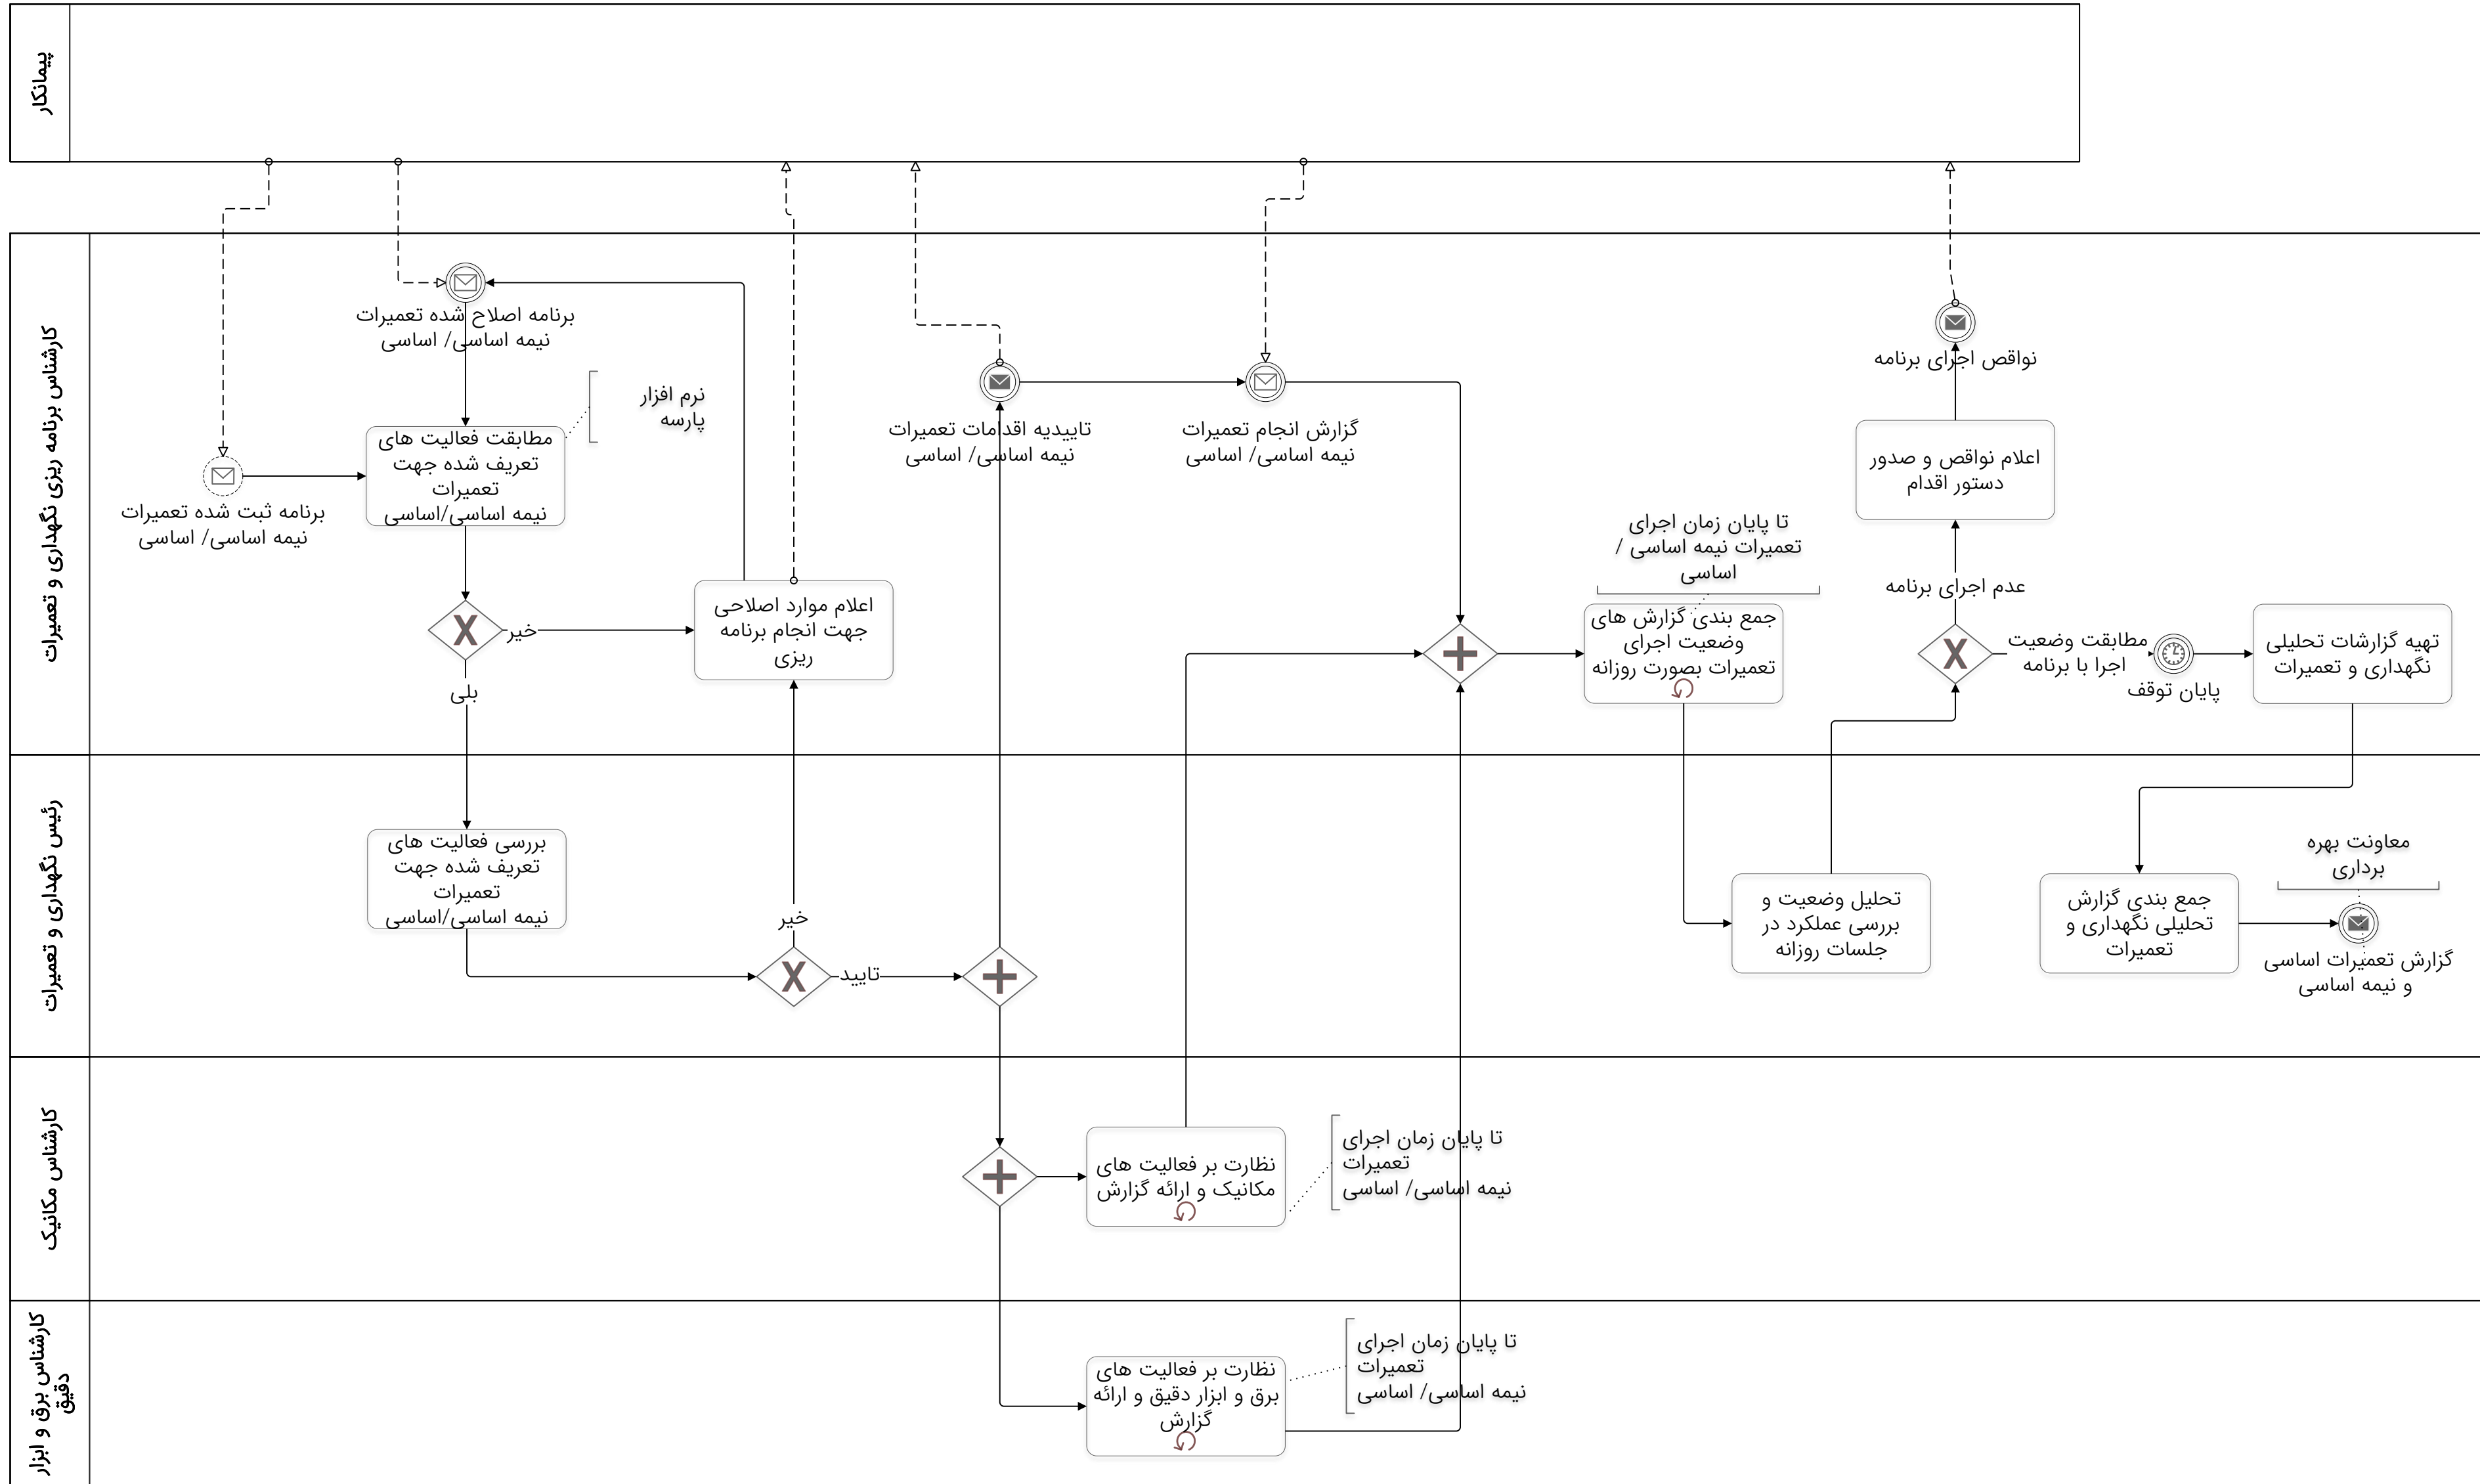 پیمانکار
کارشناس برنامه ریزی نگهداری و تعمیرات
برنامه اصلاح شده تعمیرات
نیمه اساسی/ اساسی
نرم افزار
پارسه
مطابقت فعالیت های
تعریف شده جهت
تعمیرات
نیمه اساسی/اساسی
برنامه ثبت شده تعمیرات
نیمه اساسی/ اساسی
خیر
بلی
اعلام موارد اصلاحی
جهت انجام برنامه
ریزی
تاییدیه اقدامات تعمیرات
نیمه اساسی/ اساسی
گزارش انجام تعمیرات
نیمه اساسی/ اساسی
تا پایان زمان اجرای
تعمیرات نیمه اساسی /
اساسی
جمع بندی گزارش های
وضعیت اجرای
تعمیرات بصورت روزانه
نواقص اجرای برنامه
اعلام نواقص و صدور
دستور اقدام
عدم اجرای برنامه
مطابقت وضعیت
اجرا با برنامه
پایان توقف
تهیه گزارشات تحلیلی
نگهداری و تعمیرات
رئیس نگهداری و تعمیرات
بررسی فعالیت های
تعریف شده جهت
تعمیرات
نیمه اساسی/اساسی
خیر
تایید
تحلیل وضعیت و
بررسی عملکرد در
جلسات روزانه
جمع بندی گزارش
تحلیلی نگهداری و
تعمیرات
معاونت بهره
برداری
گزارش تعمیرات اساسی
و نیمه اساسی
کارشناس مکانیک
نظارت بر فعالیت های
مکانیک و ارائه گزارش
تا پایان زمان اجرای
تعمیرات
نیمه اساسی/ اساسی
کارشناس برق و ابزار
دقیق
نظارت بر فعالیت های
برق و ابزار دقیق و ارائه
گزارش
تا پایان زمان اجرای
تعمیرات
نیمه اساسی/ اساسی